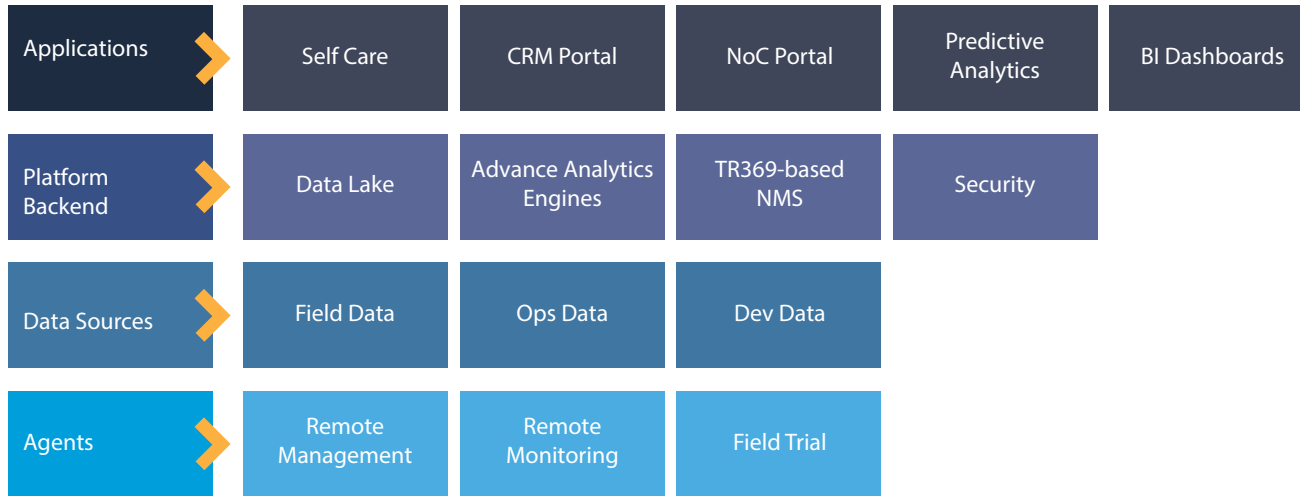 Applications
Self Care
CRM Portal
NoC Portal
Predictive
Analytics
BI Dashboards
Platform
Backend
Data Lake
Advance Analytics
Engines
TR369-based
NMS
Security
Data Sources
Field Data
Ops Data
Dev Data
Agents
Remote
Management
Remote
Monitoring
Field Trial